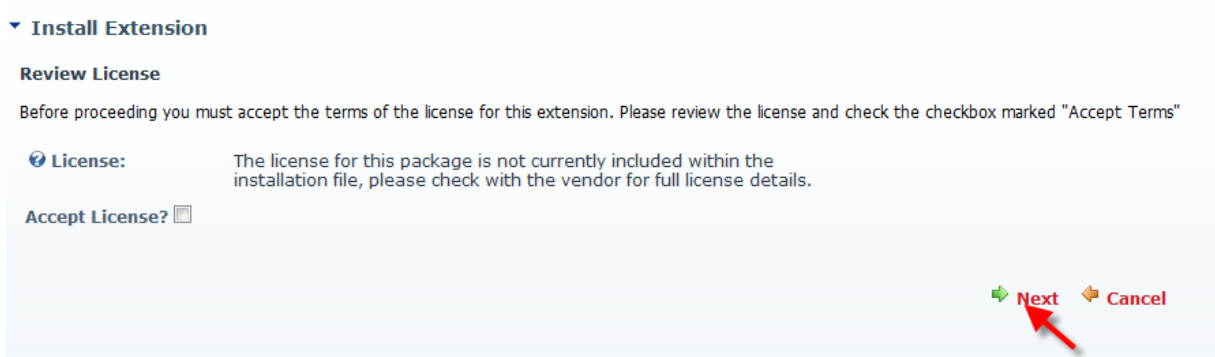 Install Extension
Review License
Before proceeding you must accept the terms of the license for this extension. Please review the license and check the checkbox marked "Accept Terms"
License: The license for this package is not currently included within the
installation file, please check with the vendor for full license details.
Accept License?
Next Cancel